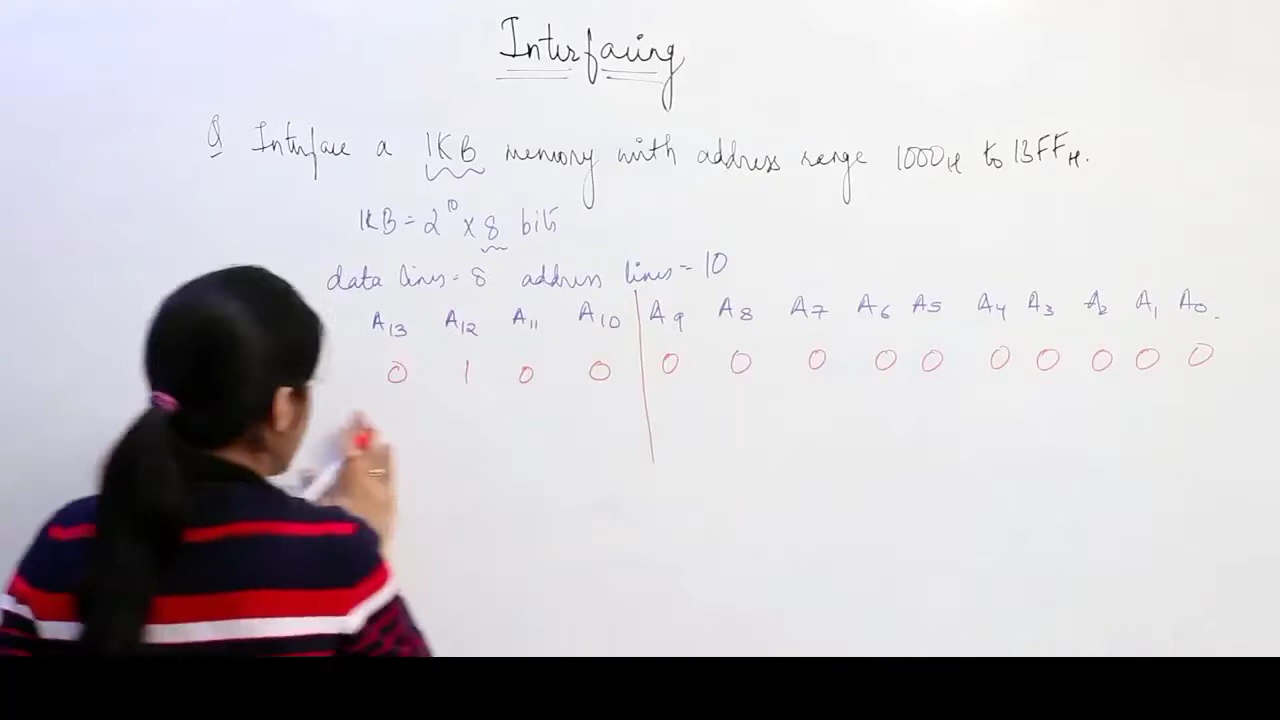 Interfacing
Q Interface a 1KB memory with address range 1000H to 13FFH.
1KB = 2^10 x 8 bits
data lines = 8 address lines = 10
A13 A12 A11 A10 A9 A8 A7 A6 A5 A4 A3 A2 A1 A0.
0 1 0 0 0 0 0 0 0 0 0 0 0 0